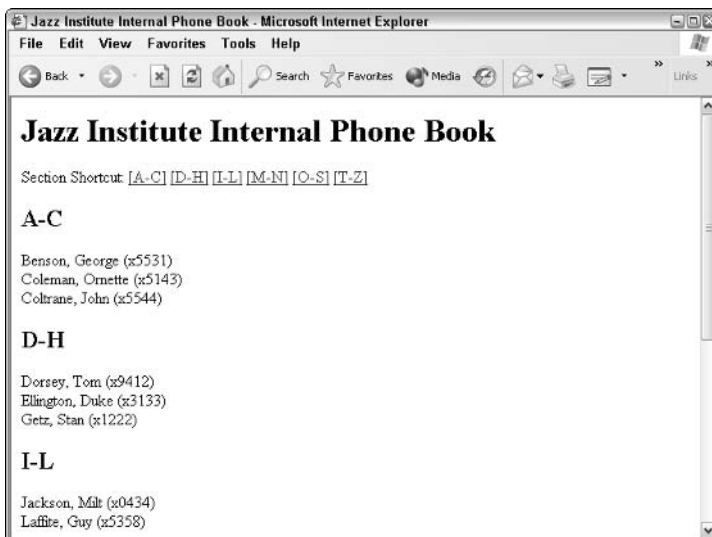 Jazz Institute Internal Phone Book - Microsoft Internet Explorer
File Edit View Favorites Tools Help
Back Search Favorites Media » Links »
Jazz Institute Internal Phone Book
Section Shortcut: [A-C] [D-H] [I-L] [M-N] [O-S] [T-Z]
A-C
Benson, George (x5531)
Coleman, Ornette (x5143)
Coltrane, John (x5544)
D-H
Dorsey, Tom (x9412)
Ellington, Duke (x3133)
Getz, Stan (x1222)
I-L
Jackson, Milt (x0434)
Laffite, Guy (x5358)